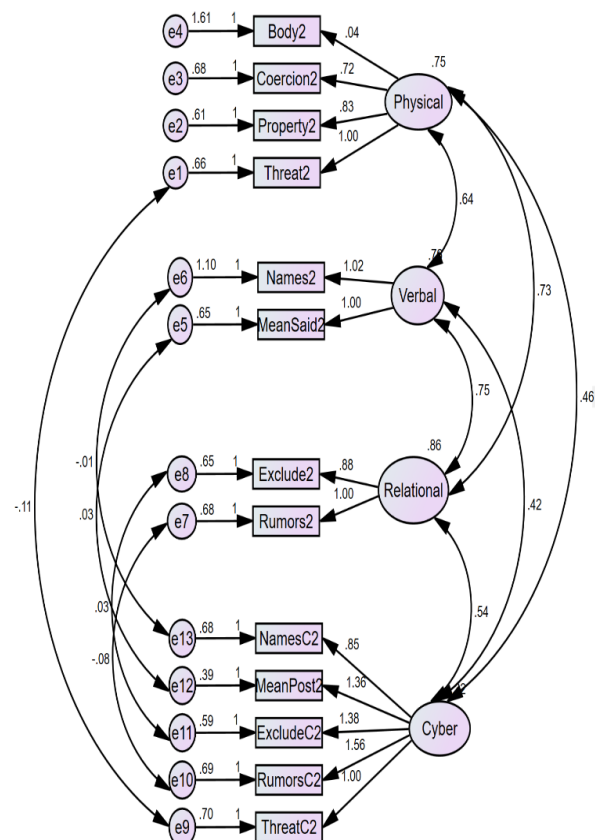 e4 1.61 1 Body2 .04
e3 .68 1 Coercion2 .72
.75
Physical
e2 .61 1 Property2 .83
e1 .66 1 Threat2 1.00
.64
e6 1.10 1 Names2 1.02
Verbal
e5 .65 1 MeanSaid2 1.00
.73
.75
.46
e8 .65 1 Exclude2 .88
.86
Relational
e7 .68 1 Rumors2 1.00
-.01
-.11
.03
.42
.03
.54
-.08
e13 .68 1 NamesC2 .85
e12 .39 1 MeanPost2 1.36
e11 .59 1 ExcludeC2 1.38
Cyber
e10 .69 1 RumorsC2 1.56
e9 .70 1 ThreatC2 1.00